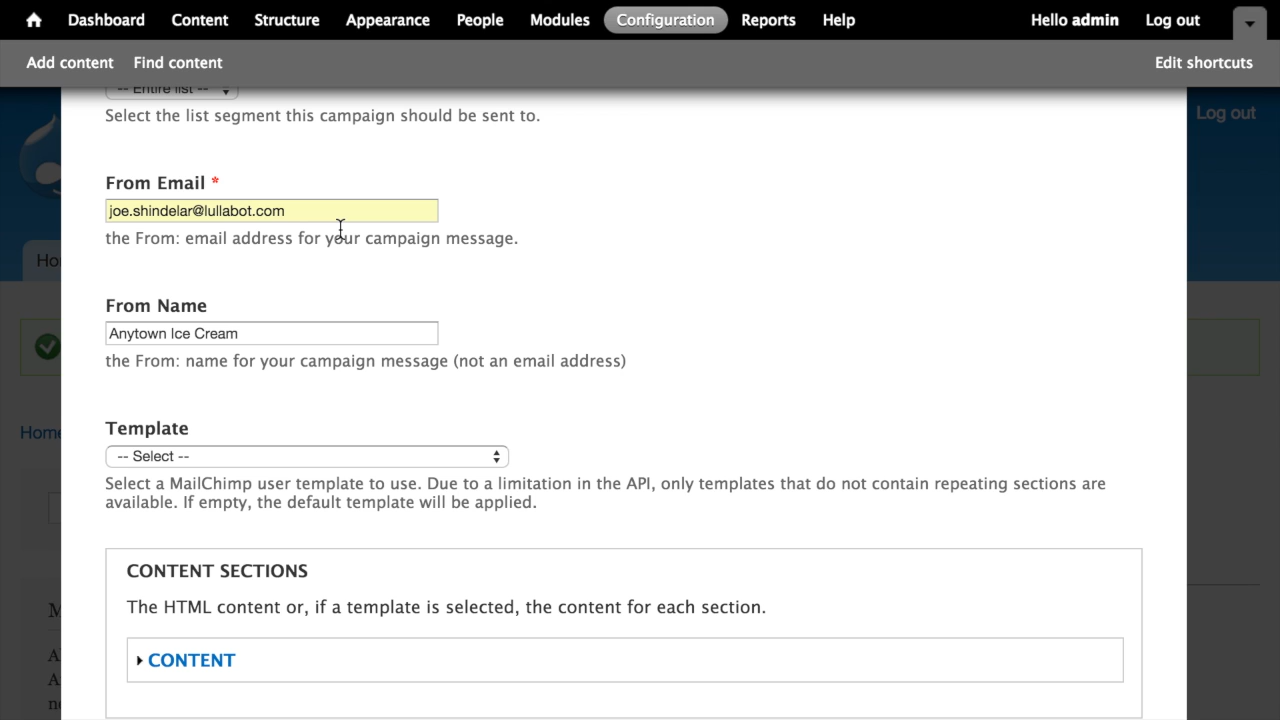 Dashboard Content Structure Appearance People Modules Configuration Reports Help Hello admin Log out
Add content Find content Edit shortcuts
-- Entire list --
Log out
Select the list segment this campaign should be sent to.
From Email *
joe.shindelar@lullabot.com
the From: email address for your campaign message.
Ho
From Name
Anytown Ice Cream
the From: name for your campaign message (not an email address)
Template
Home
-- Select --
Select a MailChimp user template to use. Due to a limitation in the API, only templates that do not contain repeating sections are
available. If empty, the default template will be applied.
CONTENT SECTIONS
The HTML content or, if a template is selected, the content for each section.
CONTENT